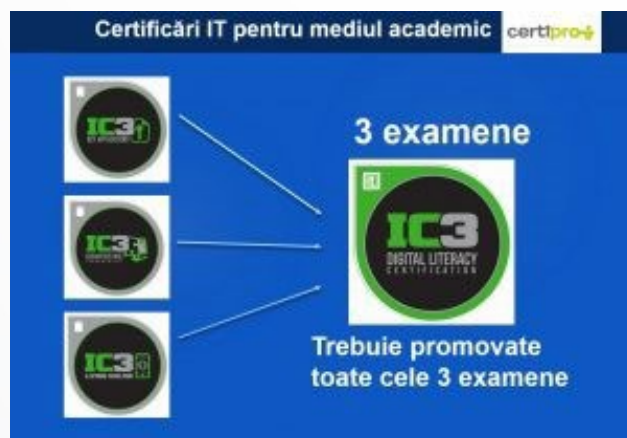 Certificări IT pentru mediul academic
certipro
IC3
IC3
IC3
3 examene
IC3
DIGITAL LITERACY
CERTIFICATION
Trebuie promovate
toate cele 3 examene